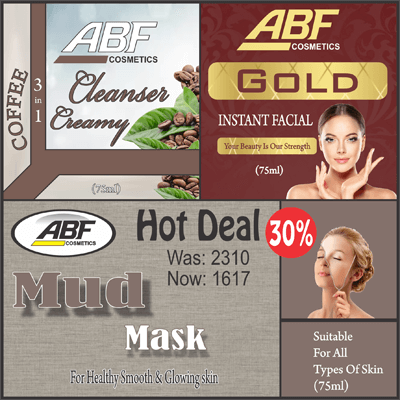 COFFEE
3
in
1
ABF
COSMETICS
Cleanser
Creamy
(75ml)
ABF
COSMETICS
GOLD
INSTANT FACIAL
Your Beauty Is Our Strength
(75ml)
ABF
COSMETICS
Hot Deal
30%
Was: 2310
Now: 1617
Mud
Mask
For Healthy Smooth & Glowing skin
Suitable
For All
Types Of Skin
(75ml)